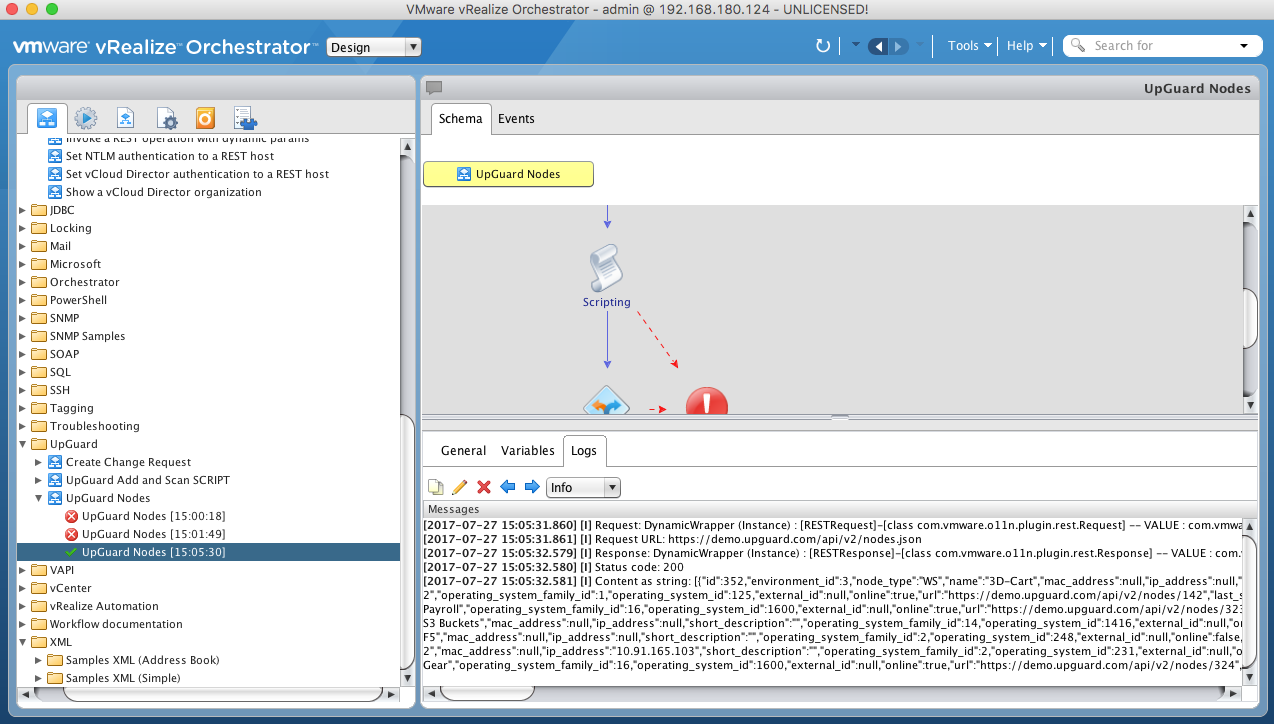 VMware vRealize Orchestrator - admin @ 192.168.180.124 - UNLICENSED!
vmware® vRealize™ Orchestrator™ Design Tools Help Search for
UpGuard Nodes
Schema Events
Invoke a REST operation with dynamic params
Set NTLM authentication to a REST host
Set vCloud Director authentication to a REST host
Show a vCloud Director organization
JDBC
Locking
Mail
Microsoft
Orchestrator
PowerShell
SNMP
SNMP Samples
SOAP
SQL
SSH
Tagging
Troubleshooting
UpGuard
Create Change Request
UpGuard Add and Scan SCRIPT
UpGuard Nodes
UpGuard Nodes [15:00:18]
UpGuard Nodes [15:01:49]
UpGuard Nodes [15:05:30]
VAPI
vCenter
vRealize Automation
Workflow documentation
XML
Samples XML (Address Book)
Samples XML (Simple)
UpGuard Nodes
Scripting
General Variables Logs
Info
Messages
[2017-07-27 15:05:31.860] [I] Request: DynamicWrapper (Instance) : [RESTRequest]-[class com.vmware.o11n.plugin.rest.Request] -- VALUE : com.vmwa
[2017-07-27 15:05:31.861] [I] Request URL: https://demo.upguard.com/api/v2/nodes.json
[2017-07-27 15:05:32.579] [I] Response: DynamicWrapper (Instance) : [RESTResponse]-[class com.vmware.o11n.plugin.rest.Response] -- VALUE : com.v
[2017-07-27 15:05:32.580] [I] Status code: 200
[2017-07-27 15:05:32.581] [I] Content as string: [{"id":352,"environment_id":3,"node_type":"WS","name":"3D-Cart","mac_address":null,"ip_address":null,"
2","operating_system_family_id":1,"operating_system_id":125,"external_id":null,"online":true,"url":"https://demo.upguard.com/api/v2/nodes/142","last_s
Payroll","operating_system_family_id":16,"operating_system_id":1600,"external_id":null,"online":true,"url":"https://demo.upguard.com/api/v2/nodes/323
S3 Buckets","mac_address":null,"ip_address":null,"short_description":"","operating_system_family_id":14,"operating_system_id":1416,"external_id":null,"on
F5","mac_address":null,"ip_address":null,"short_description":"","operating_system_family_id":2,"operating_system_id":248,"external_id":null,"online":false,
2","mac_address":null,"ip_address":"10.91.165.103","short_description":"","operating_system_family_id":2,"operating_system_id":231,"external_id":null,"o
Gear","operating_system_family_id":16,"operating_system_id":1600,"external_id":null,"online":true,"url":"https://demo.upguard.com/api/v2/nodes/324",